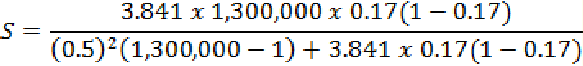 S = 3.841 x 1,300,000 x 0.17(1 − 0.17)
(0.5)²(1,300,000 − 1) + 3.841 x 0.17(1 − 0.17)